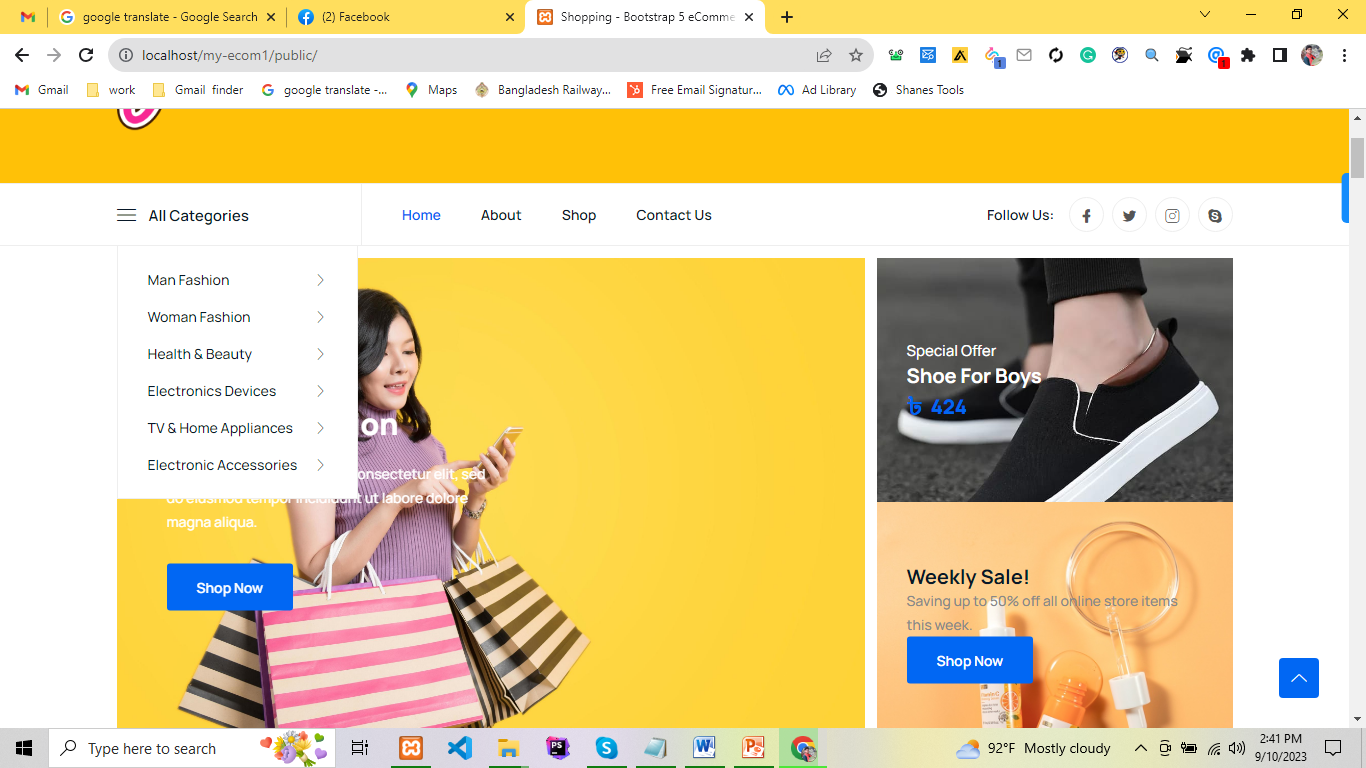 google translate - Google Search
(2) Facebook
Shopping - Bootstrap 5 eComme
localhost/my-ecom1/public/
1
1
Gmail
work
Gmail finder
google translate -...
Maps
Bangladesh Railway...
Free Email Signatur...
Ad Library
Shanes Tools
All Categories
Home
About
Shop
Contact Us
Follow Us:
Man Fashion
Woman Fashion
Health & Beauty
Electronics Devices
TV & Home Appliances
Electronic Accessories
on
onsectetur elit, sed
do eiusmod tempor incididunt ut labore dolore
magna aliqua.
Shop Now
Special Offer
Shoe For Boys
৳ 424
Weekly Sale!
Saving up to 50% off all online store items
this week.
Shop Now
Type here to search
92°F Mostly cloudy
2:41 PM
9/10/2023